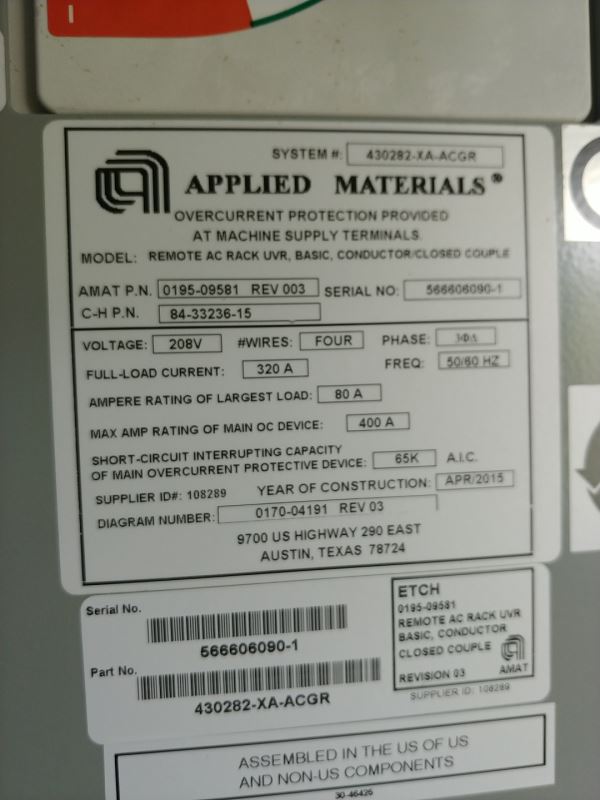 SYSTEM #: 430282-XA-ACGR
APPLIED MATERIALS®
OVERCURRENT PROTECTION PROVIDED
AT MACHINE SUPPLY TERMINALS.
MODEL: REMOTE AC RACK UVR, BASIC, CONDUCTOR/CLOSED COUPLE
AMAT P.N. 0195-09581 REV 003 SERIAL NO: 566606090-1
C-H P.N. 84-33236-15
VOLTAGE: 208V #WIRES: FOUR PHASE:
FULL-LOAD CURRENT: 320 A FREQ: 50/60 HZ
AMPERE RATING OF LARGEST LOAD: 80 A
MAX AMP RATING OF MAIN OC DEVICE: 400 A
SHORT-CIRCUIT INTERRUPTING CAPACITY
OF MAIN OVERCURRENT PROTECTIVE DEVICE: 65K A.I.C.
SUPPLIER ID#: 108289 YEAR OF CONSTRUCTION: APR/2015
DIAGRAM NUMBER: 0170-04191 REV 03
9700 US HIGHWAY 290 EAST
AUSTIN, TEXAS 78724
Serial No.
566606090-1
Part No.
430282-XA-ACGR
ETCH
0195-09581
REMOTE AC RACK UVR
BASIC, CONDUCTOR
CLOSED COUPLE
REVISION 03 AMAT
SUPPLIER ID: 108289
ASSEMBLED IN THE US OF US
AND NON-US COMPONENTS
30-46426